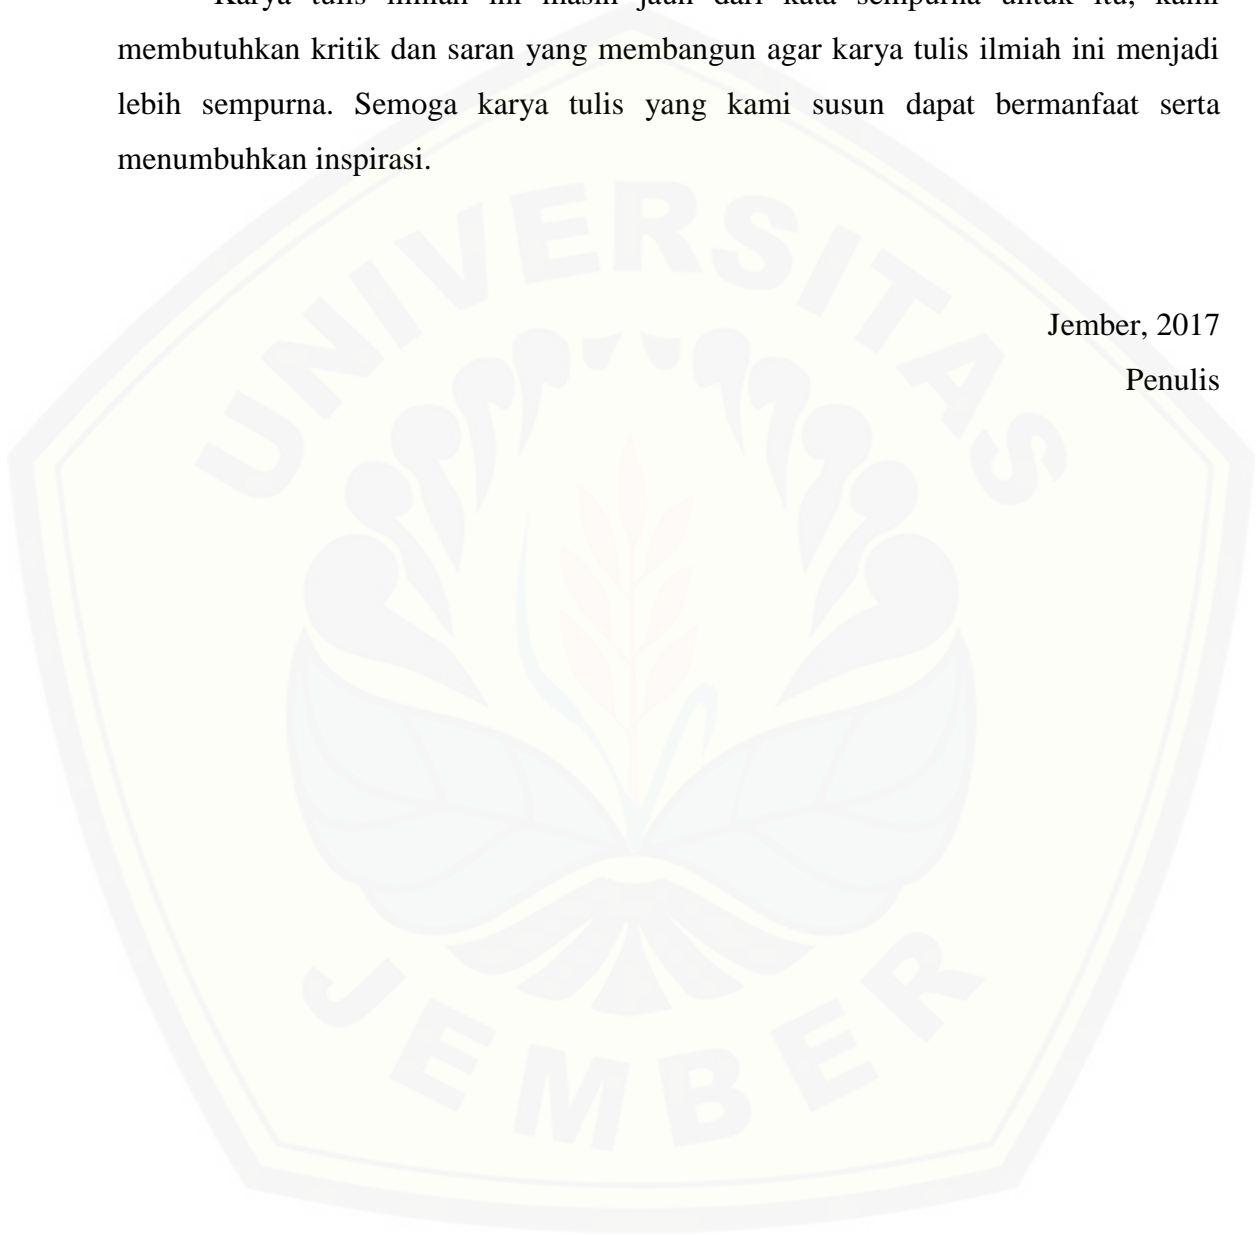 Karya tulis ilmiah ini masih jauh dari kata sempurna untuk itu, kami
membutuhkan kritik dan saran yang membangun agar karya tulis ilmiah ini menjadi
lebih sempurna. Semoga karya tulis yang kami susun dapat bermanfaat serta
menumbuhkan inspirasi.
UNIVERSITAS
Jember, 2017
Penulis
JEMBER